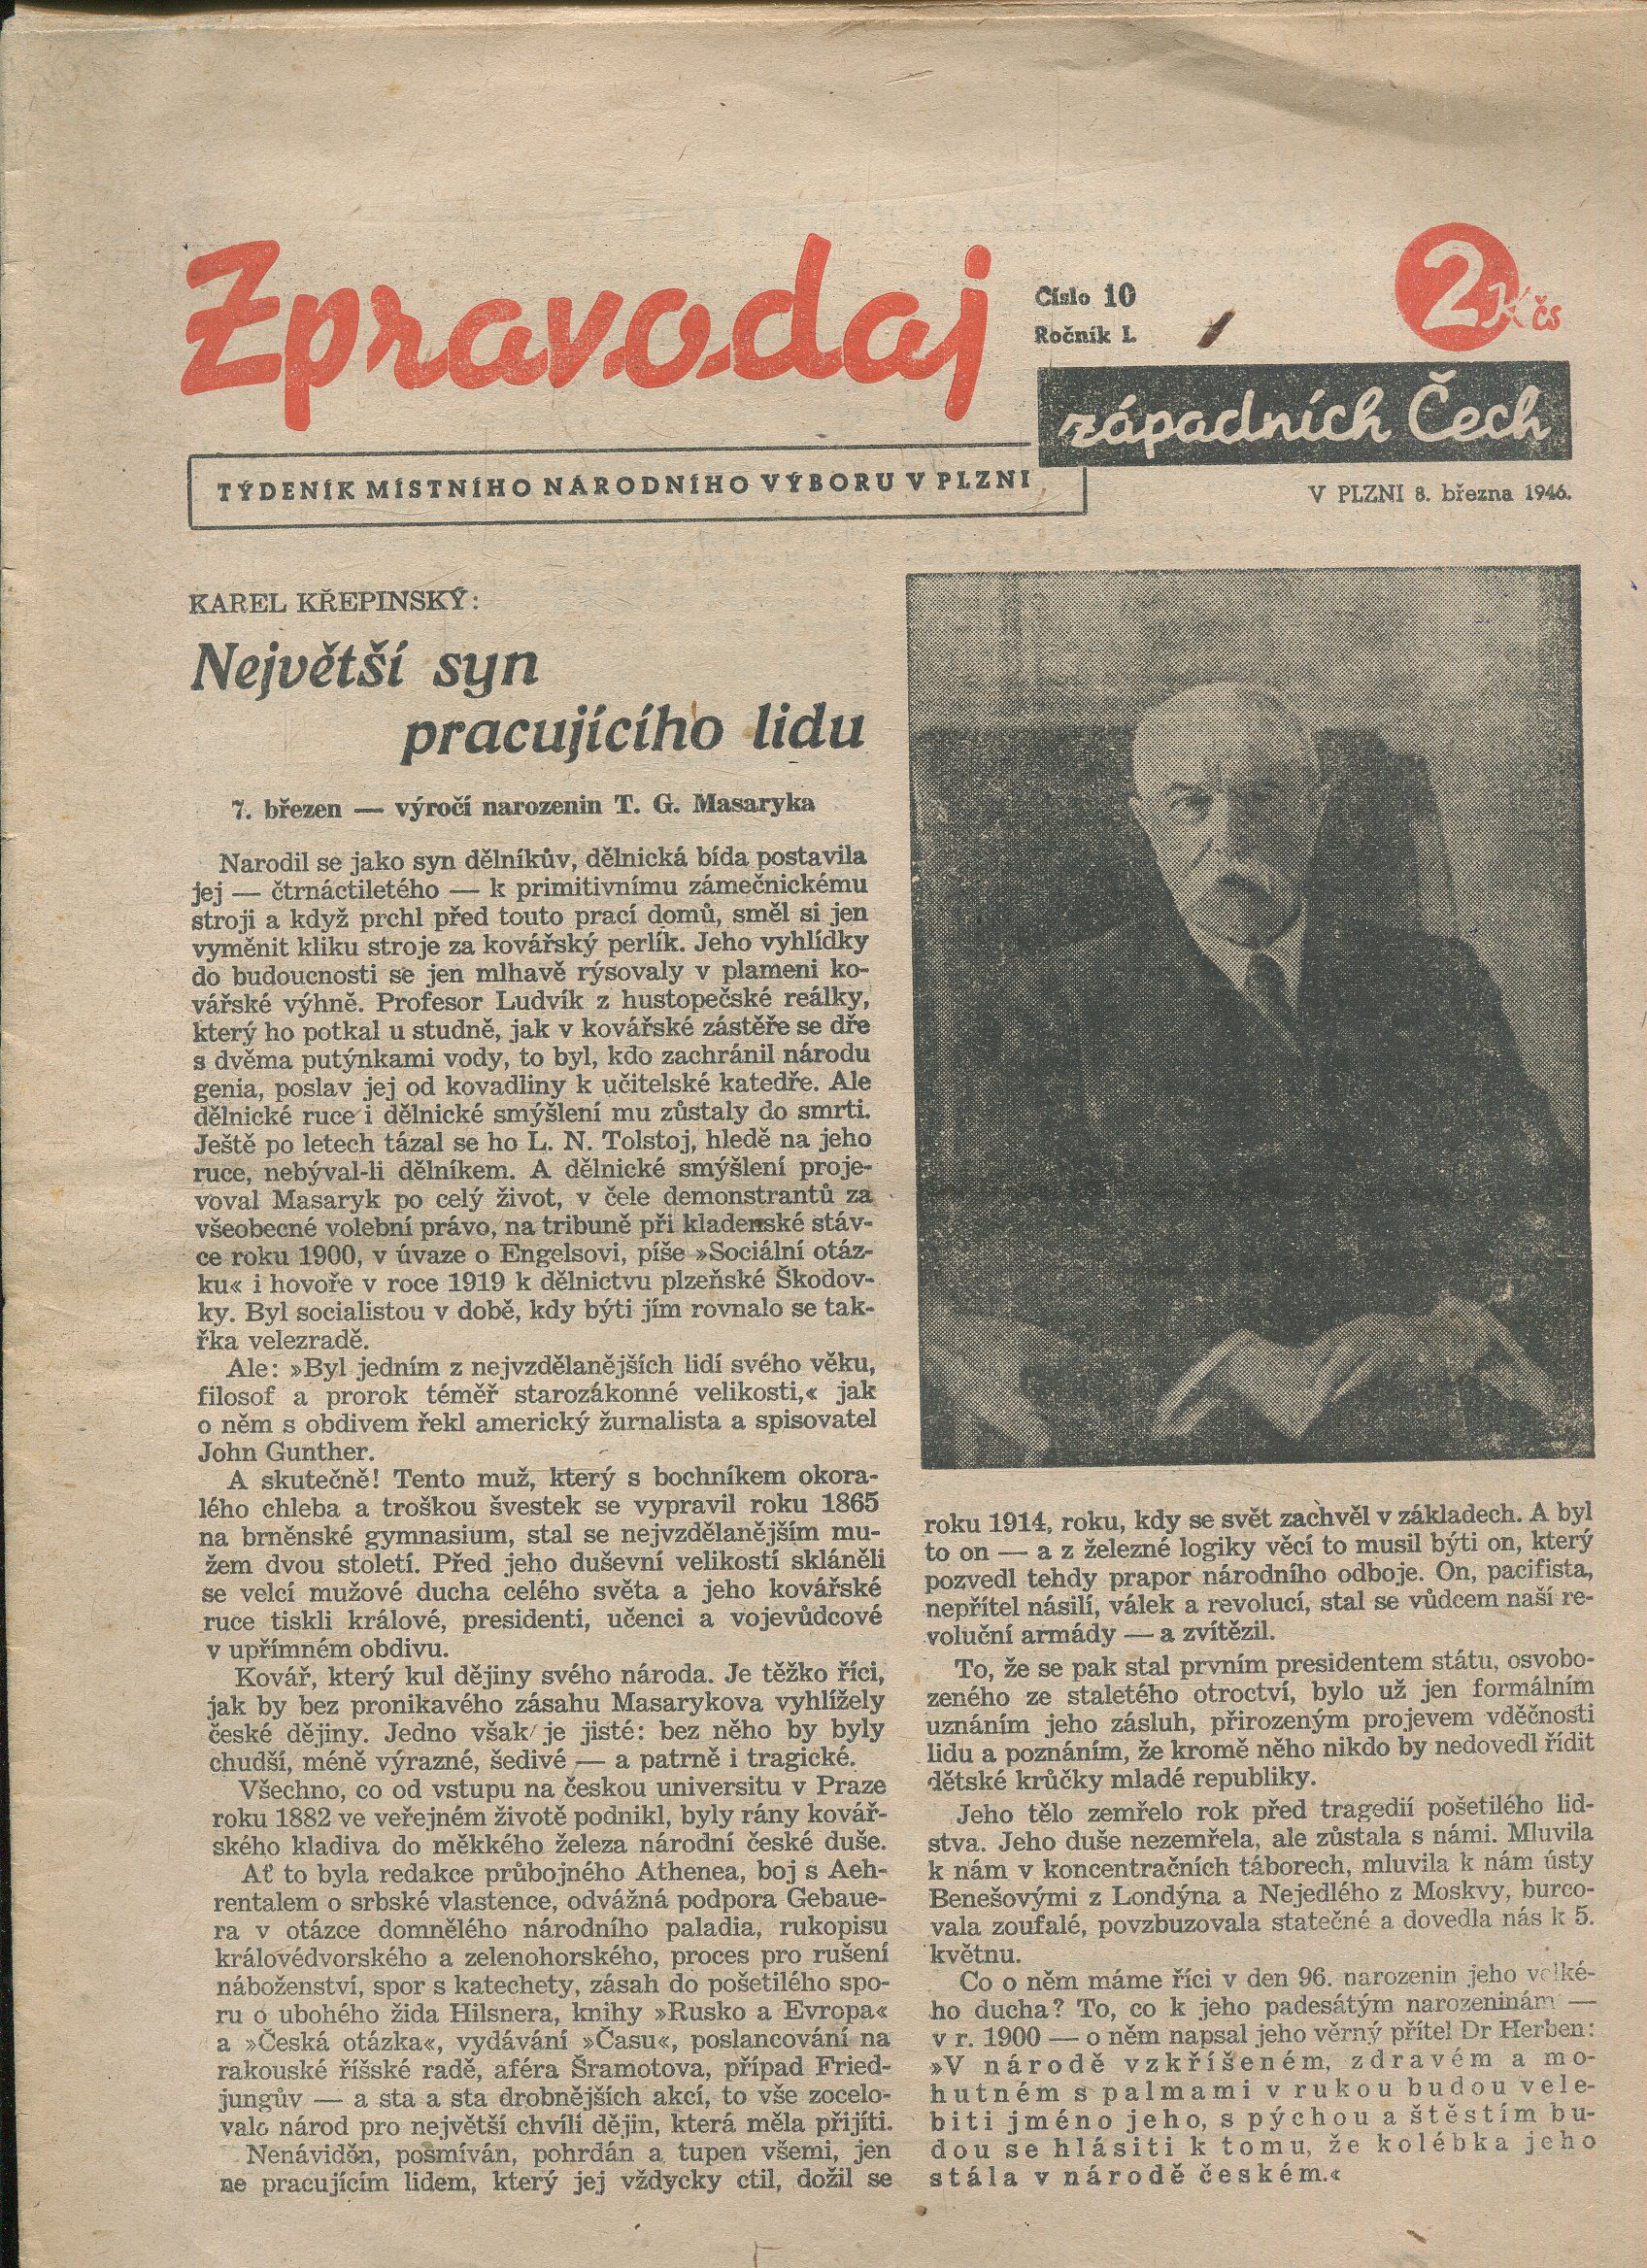 Zpravodaj
Číslo 10
Ročník I.
2 Kčs
západních Čech
TÝDENÍK MÍSTNÍHO NÁRODNÍHO VÝBORU V PLZNI
V PLZNI 8. března 1946.
KAREL KŘEPINSKÝ:
Největší syn
pracujícího lidu
7. březen — výročí narozenin T. G. Masaryka
Narodil se jako syn dělníkův, dělnická bída postavila
jej — čtrnáctiletého — k primitivnímu zámečnickému
stroji a když prchl před touto prací domů, směl si jen
vyměnit kliku stroje za kovářský perlík. Jeho vyhlídky
do budoucnosti se jen mlhavě rýsovaly v plameni ko-
vářské výhně. Profesor Ludvík z hustopečské reálky,
který ho potkal u studně, jak v kovářské zástěře se dře
s dvěma putýnkami vody, to byl, kdo zachránil národu
genia, poslav jej od kovadliny k učitelské katedře. Ale
dělnické ruce i dělnické smýšlení mu zůstaly do smrti.
Ještě po letech tázal se ho L. N. Tolstoj, hledě na jeho
ruce, nebýval-li dělníkem. A dělnické smýšlení proje-
voval Masaryk po celý život, v čele demonstrantů za
všeobecné volební právo, na tribuně při kladenské stáv-
ce roku 1900, v úvaze o Engelsovi, píše »Sociální otáz-
ku« i hovoře v roce 1919 k dělnictvu plzeňské Škodov-
ky. Byl socialistou v době, kdy býti jím rovnalo se tak-
řka velezradě.
Ale: »Byl jedním z nejvzdělanějších lidí svého věku,
filosof a prorok téměř starozákonné velikosti,« jak
o něm s obdivem řekl americký žurnalista a spisovatel
John Gunther.
A skutečně! Tento muž, který s bochníkem okora-
lého chleba a troškou švestek se vypravil roku 1865
na brněnské gymnasium, stal se nejvzdělanějším mu-
žem dvou století. Před jeho duševní velikostí skláněli
se velcí mužové ducha celého světa a jeho kovářské
ruce tiskli králové, presidenti, učenci a vojevůdcové
v upřímném obdivu.
Kovář, který kul dějiny svého národa. Je těžko říci,
jak by bez pronikavého zásahu Masarykova vyhlížely
české dějiny. Jedno však je jisté: bez něho by byly
chudší, méně výrazné, šedivé — a patrně i tragické.
Všechno, co od vstupu na českou universitu v Praze
roku 1882 ve veřejném životě podnikl, byly rány kovář-
ského kladiva do měkkého železa národní české duše.
Ať to byla redakce průbojného Athenea, boj s Aeh-
rentalem o srbské vlastence, odvážná podpora Gebaue-
ra v otázce domnělého národního paladia, rukopisu
královédvorského a zelenohorského, proces pro rušení
náboženství, spor s katechety, zásah do pošetilého spo-
ru o ubohého žida Hilsnera, knihy »Rusko a Evropa«
a »Česká otázka«, vydávání »Času«, poslancování na
rakouské říšské radě, aféra Šramotova, případ Fried-
jungův — a sta a sta drobnějších akcí, to vše zocelo-
valo národ pro největší chvíli dějin, která měla přijíti.
Nenáviděn, posmíván, pohrdán a tupen všemi, jen
ne pracujícím lidem, který jej vždycky ctil, dožil se
roku 1914, roku, kdy se svět zachvěl v základech. A byl
to on — a z železné logiky věcí to musil býti on, který
pozvedl tehdy prapor národního odboje. On, pacifista,
nepřítel násilí, válek a revolucí, stal se vůdcem naší re-
voluční armády — a zvítězil.
To, že se pak stal prvním presidentem státu, osvobo-
zeného ze staletého otroctví, bylo už jen formálním
uznáním jeho zásluh, přirozeným projevem vděčnosti
lidu a poznáním, že kromě něho nikdo by nedovedl řídit
dětské krůčky mladé republiky.
Jeho tělo zemřelo rok před tragedií pošetilého lid-
stva. Jeho duše nezemřela, ale zůstala s námi. Mluvila
k nám v koncentračních táborech, mluvila k nám ústy
Benešovými z Londýna a Nejedlého z Moskvy, burco-
vala zoufalé, povzbuzovala statečné a dovedla nás k 5.
květnu.
Co o něm máme říci v den 96. narozenin jeho velké-
ho ducha? To, co k jeho padesátým narozeninám —
v r. 1900 — o něm napsal jeho věrný přítel Dr Herben:
»V národě vzkříšeném, zdravém a mo-
hutném s palmami v rukou budou vele-
biti jméno jeho, s pýchou a štěstím bu-
dou se hlásiti k tomu, že kolébka jeho
stála v národě českém.«